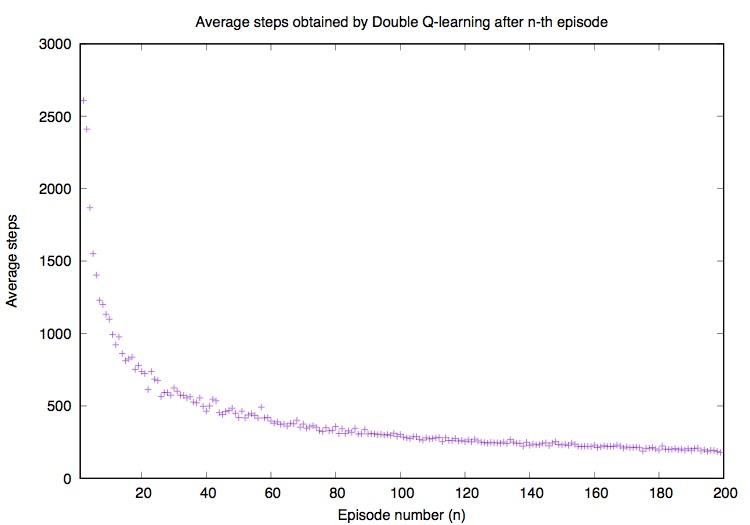 Average steps obtained by Double Q-learning after n-th episode
3000
2500
2000
1500
1000
500
0
Average steps
20 40 60 80 100 120 140 160 180 200
Episode number (n)